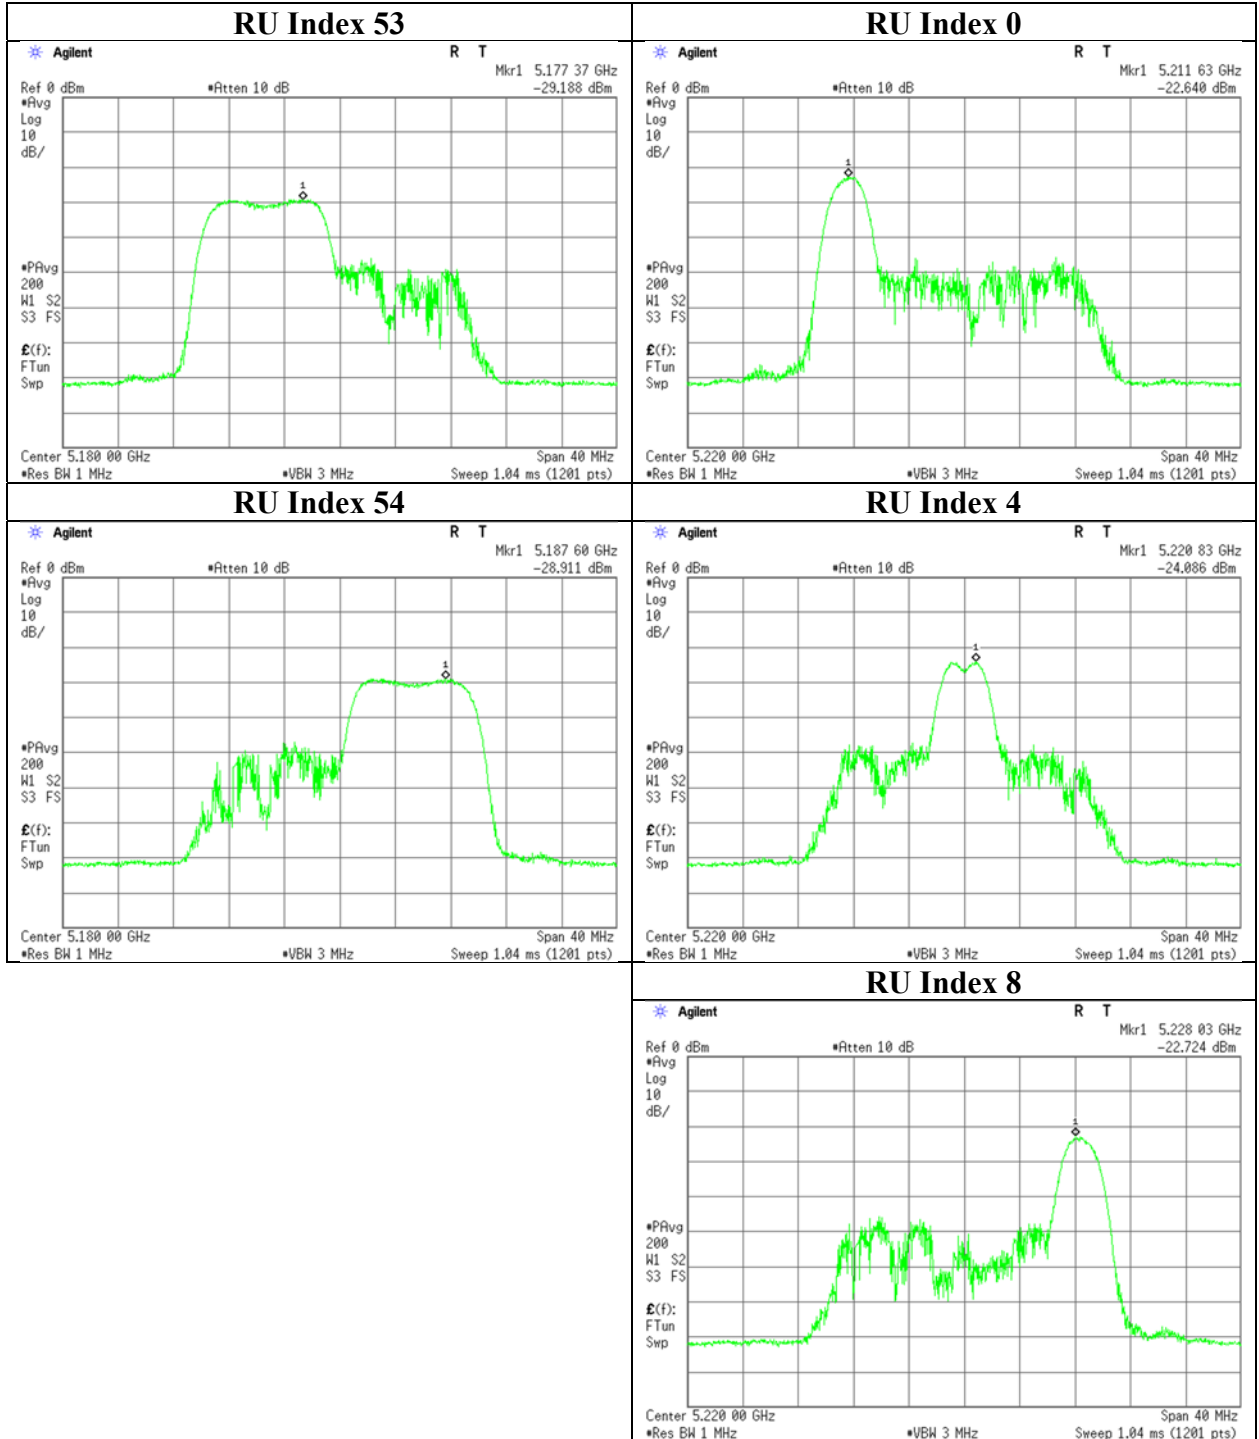 RU Index 53
Agilent R T
Mkr1 5.177 37 GHz
Ref 0 dBm *Atten 10 dB -29.188 dBm
*Avg
Log
10
dB/
1
*PAvg
200
W1 S2
S3 FS
£(f):
FTun
Swp
Center 5.180 00 GHz Span 40 MHz
*Res BW 1 MHz *VBW 3 MHz Sweep 1.04 ms (1201 pts)
RU Index 0
Agilent R T
Mkr1 5.211 63 GHz
Ref 0 dBm *Atten 10 dB -22.640 dBm
*Avg
Log
10
dB/
1
*PAvg
200
W1 S2
S3 FS
£(f):
FTun
Swp
Center 5.220 00 GHz Span 40 MHz
*Res BW 1 MHz *VBW 3 MHz Sweep 1.04 ms (1201 pts)
RU Index 54
Agilent R T
Mkr1 5.187 60 GHz
Ref 0 dBm *Atten 10 dB -28.911 dBm
*Avg
Log
10
dB/
1
*PAvg
200
W1 S2
S3 FS
£(f):
FTun
Swp
Center 5.180 00 GHz Span 40 MHz
*Res BW 1 MHz *VBW 3 MHz Sweep 1.04 ms (1201 pts)
RU Index 4
Agilent R T
Mkr1 5.220 83 GHz
Ref 0 dBm *Atten 10 dB -24.086 dBm
*Avg
Log
10
dB/
1
*PAvg
200
W1 S2
S3 FS
£(f):
FTun
Swp
Center 5.220 00 GHz Span 40 MHz
*Res BW 1 MHz *VBW 3 MHz Sweep 1.04 ms (1201 pts)
RU Index 8
Agilent R T
Mkr1 5.228 03 GHz
Ref 0 dBm *Atten 10 dB -22.724 dBm
*Avg
Log
10
dB/
1
*PAvg
200
W1 S2
S3 FS
£(f):
FTun
Swp
Center 5.220 00 GHz Span 40 MHz
*Res BW 1 MHz *VBW 3 MHz Sweep 1.04 ms (1201 pts)